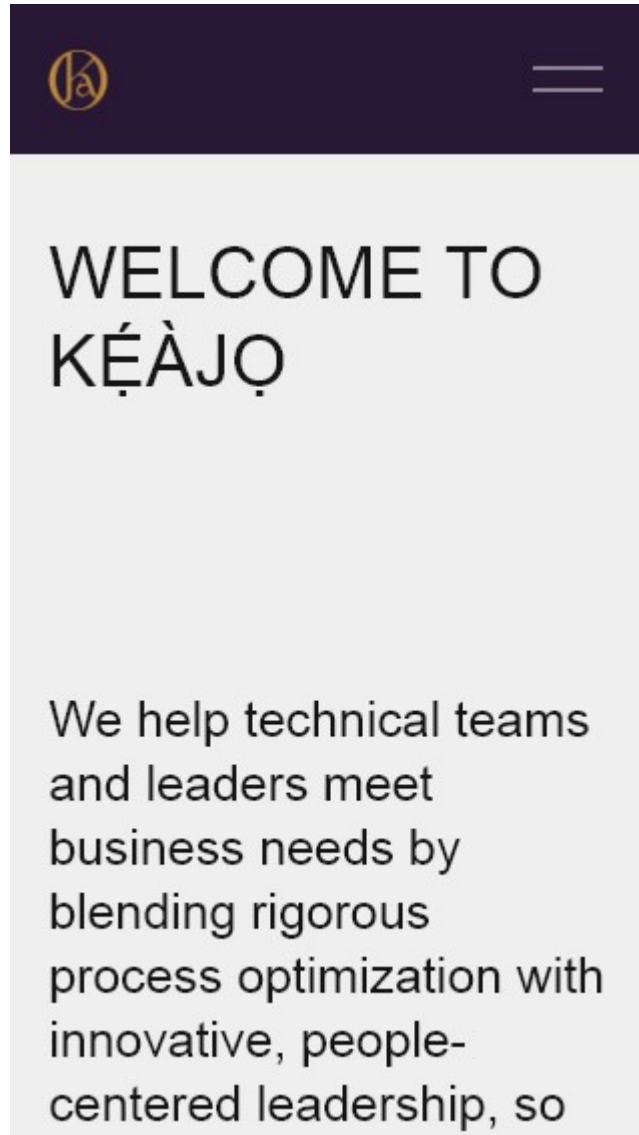 WELCOME TO
KẸ́ÀJỌ
We help technical teams
and leaders meet
business needs by
blending rigorous
process optimization with
innovative, people-
centered leadership, so